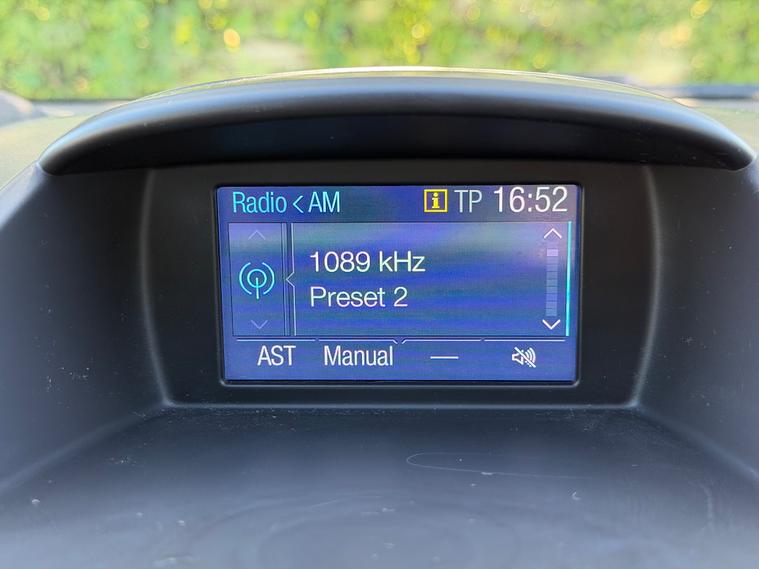 Radio < AM TP 16:52
1089 kHz
Preset 2
AST Manual —